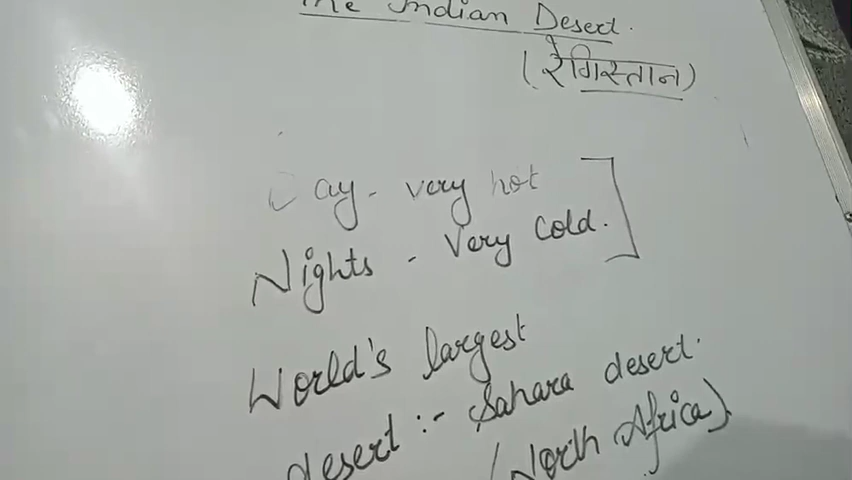 The Indian Desert.
(रेगिस्तान)
Day - very hot
Nights - Very Cold.
World's largest
desert :- Sahara desert.
(North Africa)